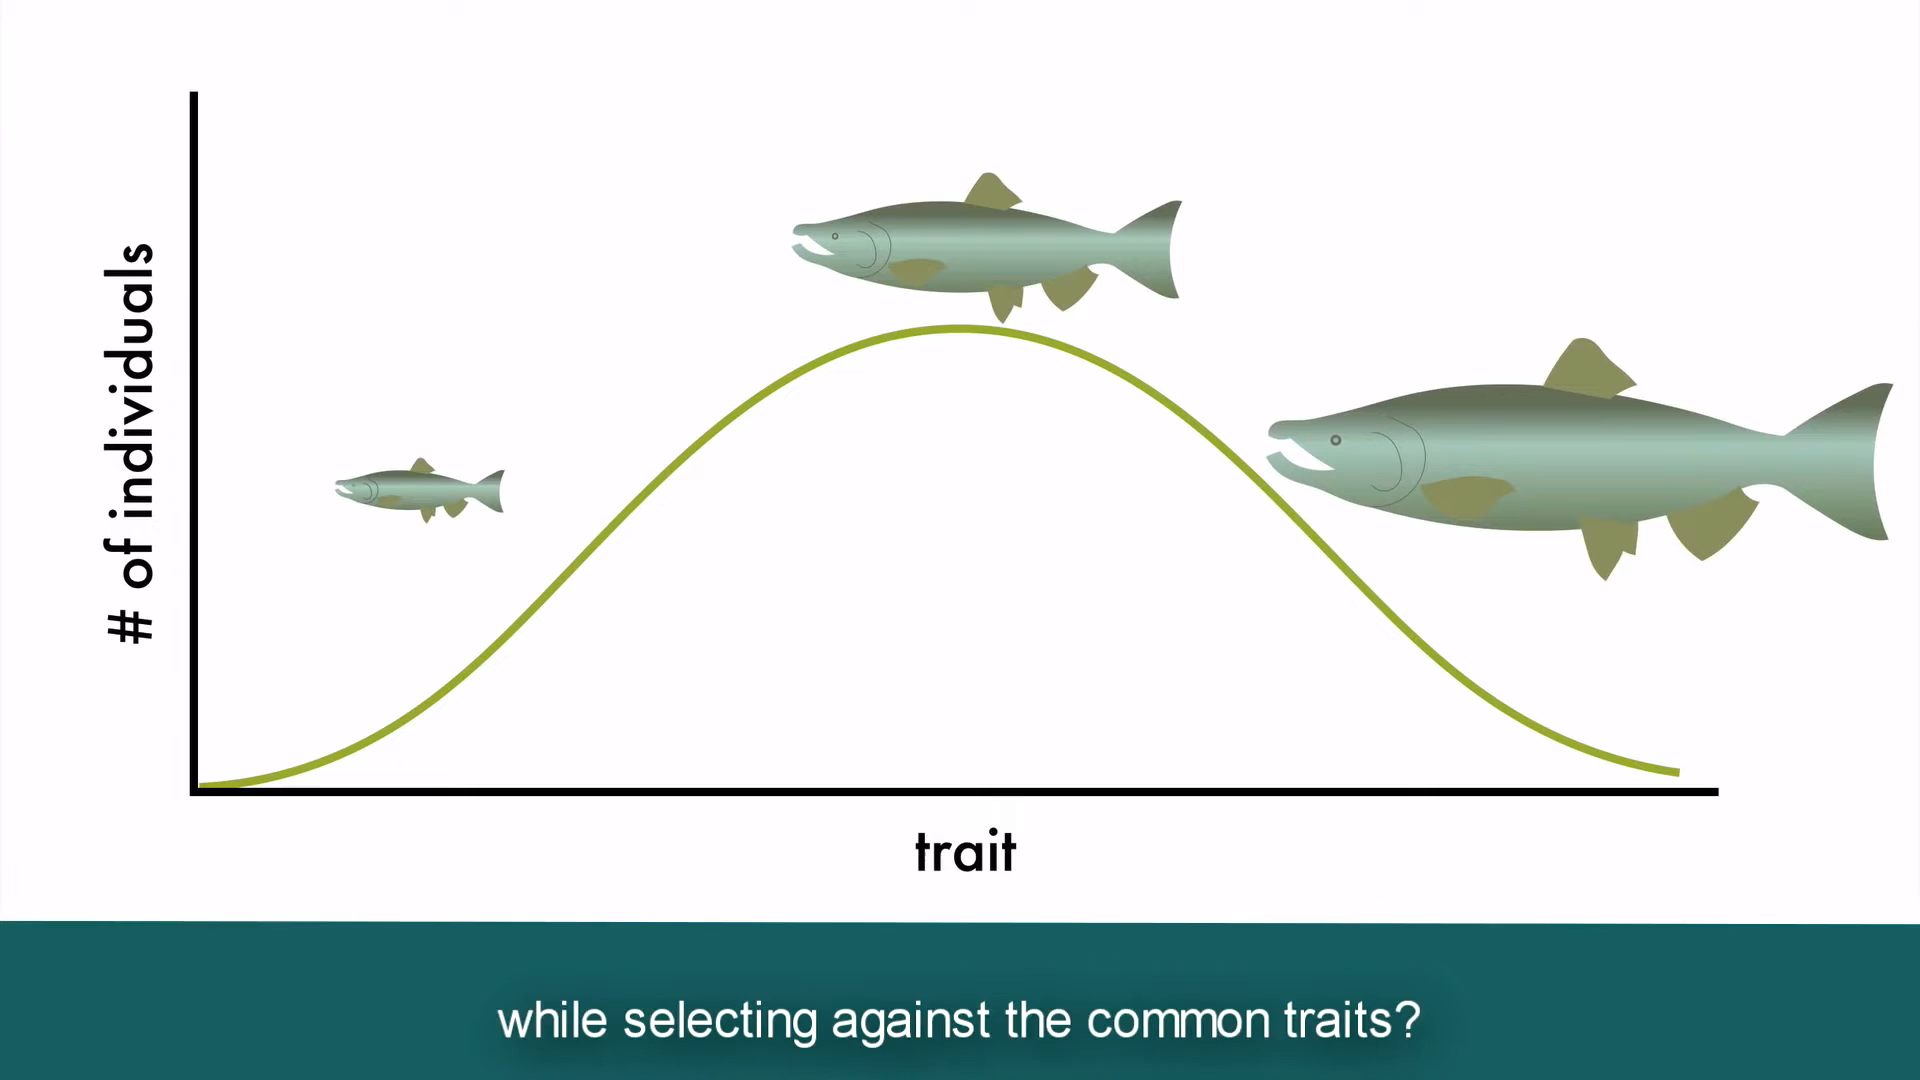 # of individuals
trait
while selecting against the common traits?